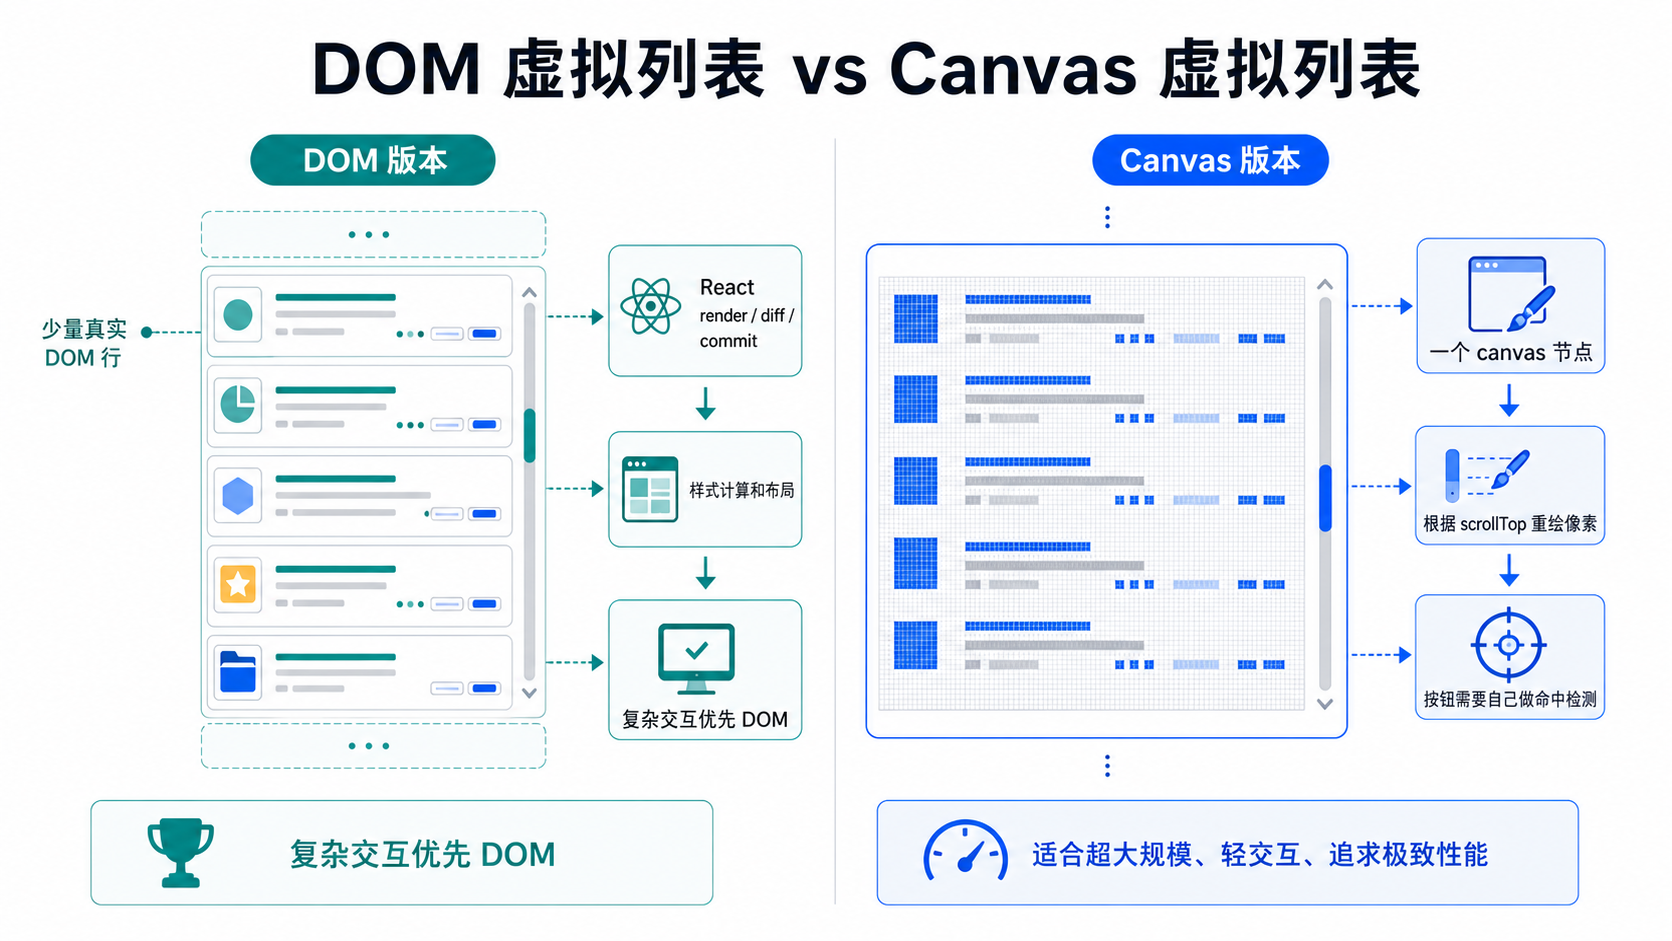 DOM 虚拟列表 vs Canvas 虚拟列表
DOM 版本
少量真实
DOM 行
React
render / diff /
commit
样式计算和布局
复杂交互优先 DOM
复杂交互优先 DOM
Canvas 版本
一个 canvas 节点
根据 scrollTop 重绘像素
按钮需要自己做命中检测
适合超大规模、轻交互、追求极致性能